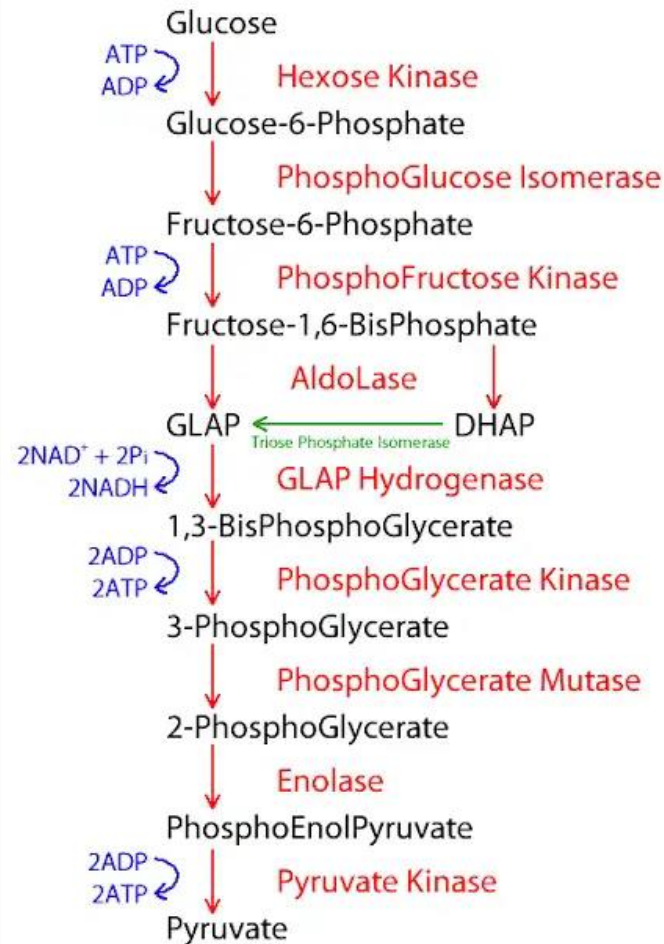 Glucose
ATP
ADP
Hexose Kinase
Glucose-6-Phosphate
PhosphoGlucose Isomerase
Fructose-6-Phosphate
ATP
ADP
PhosphoFructose Kinase
Fructose-1,6-BisPhosphate
AldoLase
GLAP
DHAP
Triose Phosphate Isomerase
2NAD⁺ + 2Pi
2NADH
GLAP Hydrogenase
1,3-BisPhosphoGlycerate
2ADP
2ATP
PhosphoGlycerate Kinase
3-PhosphoGlycerate
PhosphoGlycerate Mutase
2-PhosphoGlycerate
Enolase
PhosphoEnolPyruvate
2ADP
2ATP
Pyruvate Kinase
Pyruvate